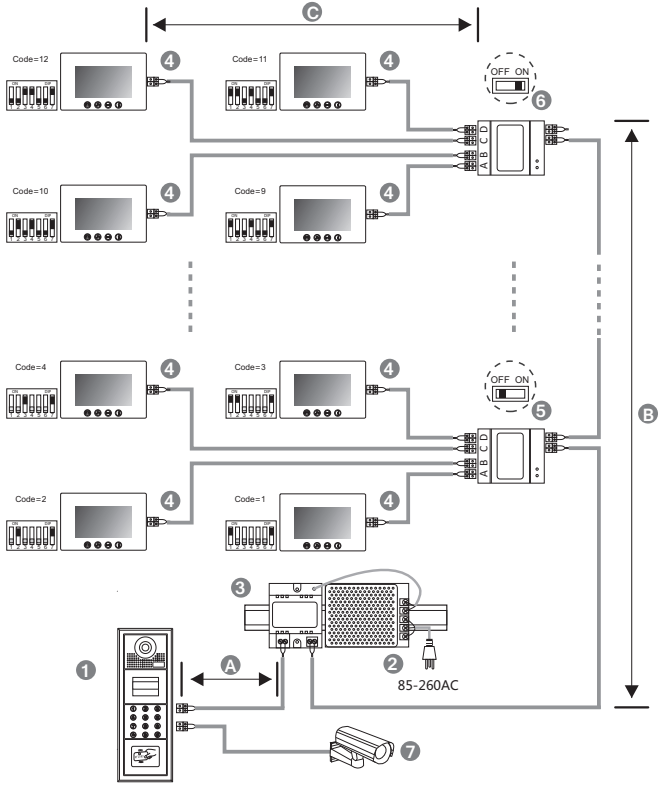 C
Code=12
4
Code=11
4
OFF ON
6
ON DIP
1 2 3 4 5 6 7
ON DIP
1 2 3 4 5 6 7
D
C
B
A
B
Code=10
4
Code=9
4
ON DIP
1 2 3 4 5 6 7
ON DIP
1 2 3 4 5 6 7
Code=4
4
Code=3
4
OFF ON
5
ON DIP
1 2 3 4 5 6 7
ON DIP
1 2 3 4 5 6 7
D
C
B
A
Code=2
4
Code=1
4
ON DIP
1 2 3 4 5 6 7
ON DIP
1 2 3 4 5 6 7
3
1
A
2
85-260AC
7